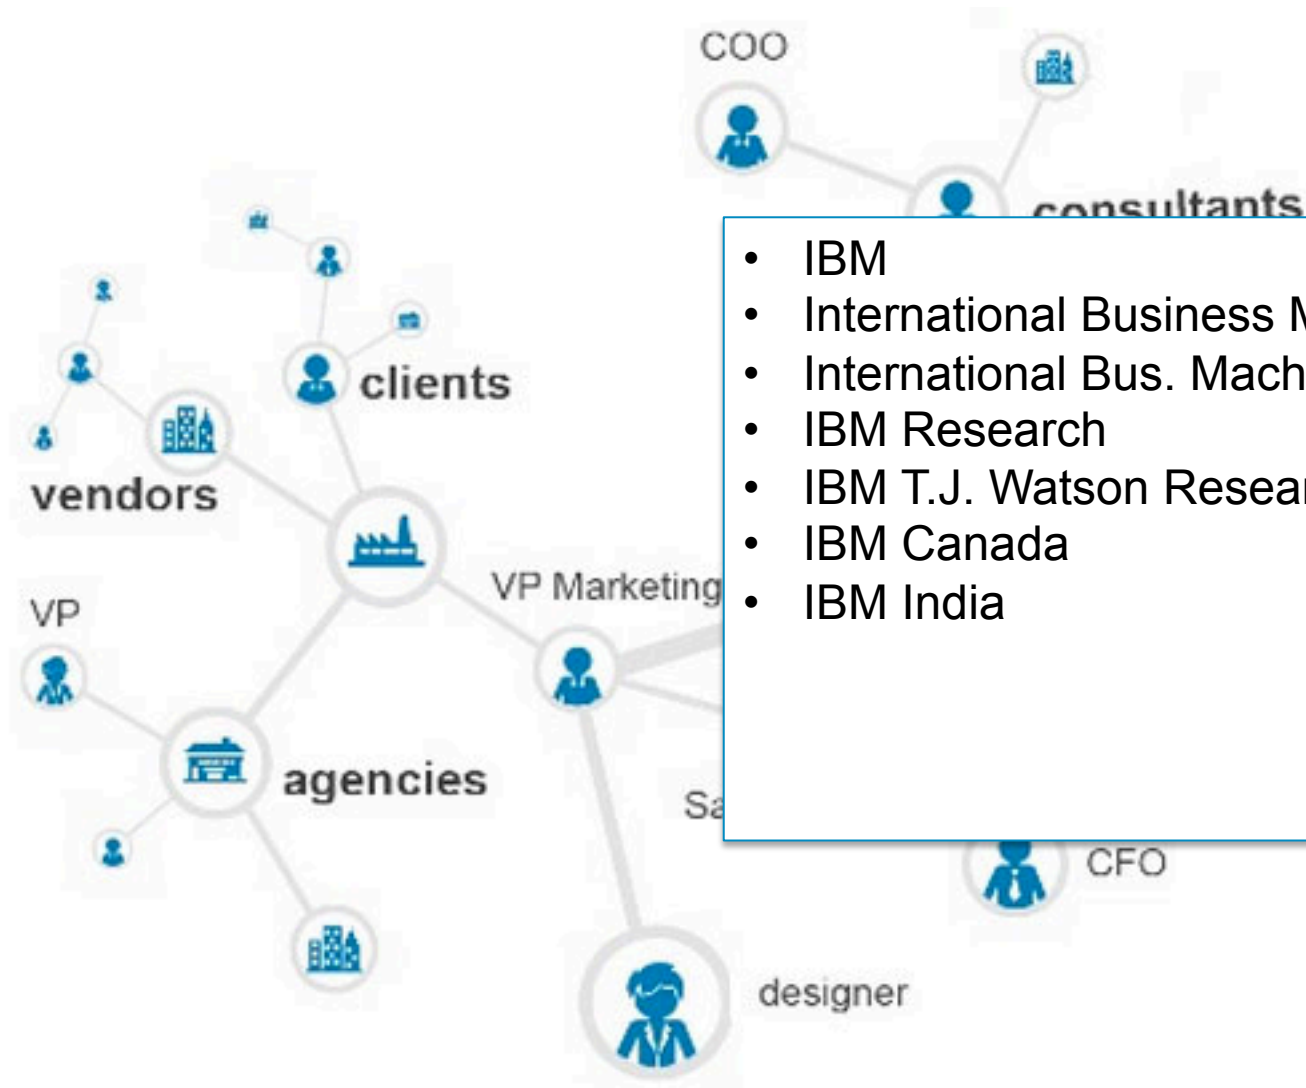 COO
consultants
• IBM
• International Business
• International Bus. Mach
• IBM Research
• IBM T.J. Watson
• IBM Canada
• IBM India
clients
vendors
VP Marketing
VP
agencies
CFO
designer